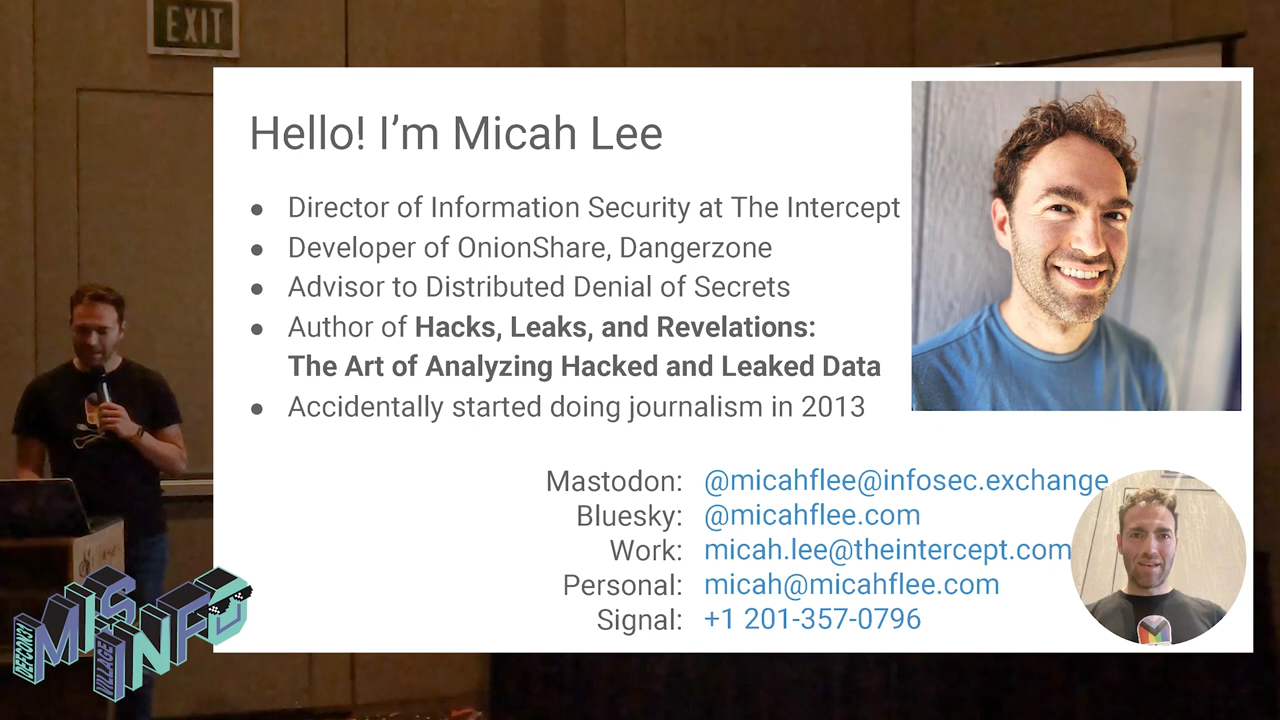 EXIT
Hello! I'm Micah Lee
● Director of Information Security at The Intercept
● Developer of OnionShare, Dangerzone
● Advisor to Distributed Denial of Secrets
● Author of Hacks, Leaks, and Revelations:
The Art of Analyzing Hacked and Leaked Data
● Accidentally started doing journalism in 2013
Mastodon: @micahflee@infosec.exchange
Bluesky: @micahflee.com
Work: micah.lee@theintercept.com
Personal: micah@micahflee.com
Signal: +1 201-357-0796
DEFCON31
MIS
INFO
VILLAGE